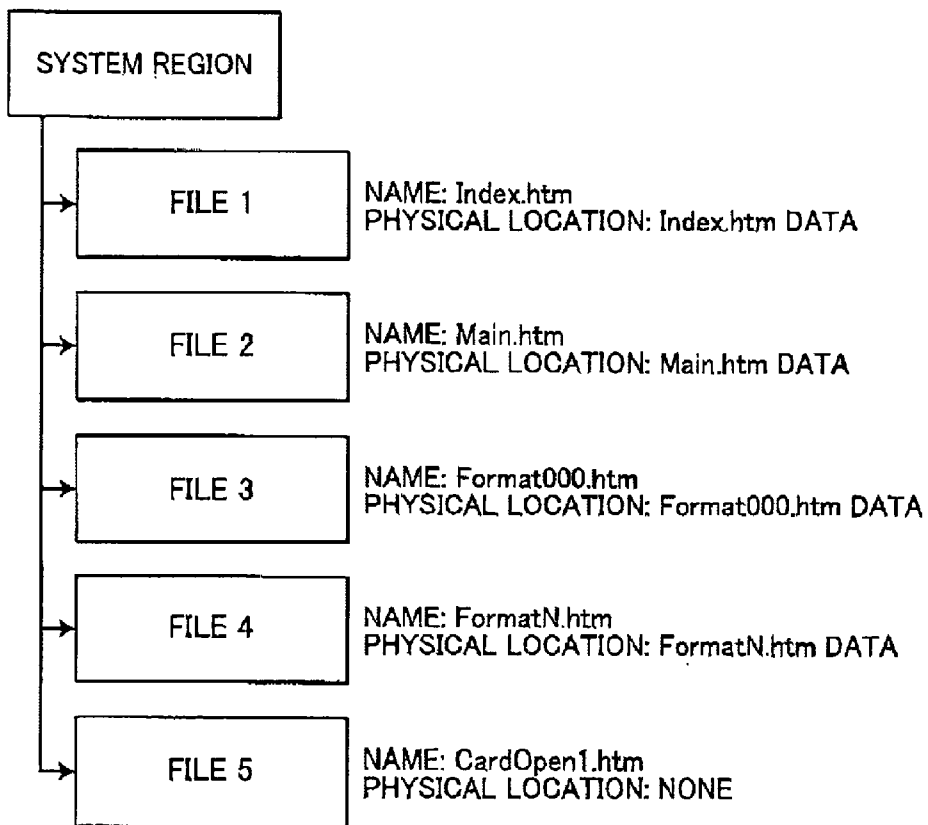 SYSTEM REGION
FILE 1
NAME: Index.htm
PHYSICAL LOCATION: Index.htm DATA
FILE 2
NAME: Main.htm
PHYSICAL LOCATION: Main.htm DATA
FILE 3
NAME: Format000.htm
PHYSICAL LOCATION: Format000.htm DATA
FILE 4
NAME: FormatN.htm
PHYSICAL LOCATION: FormatN.htm DATA
FILE 5
NAME: CardOpen1.htm
PHYSICAL LOCATION: NONE